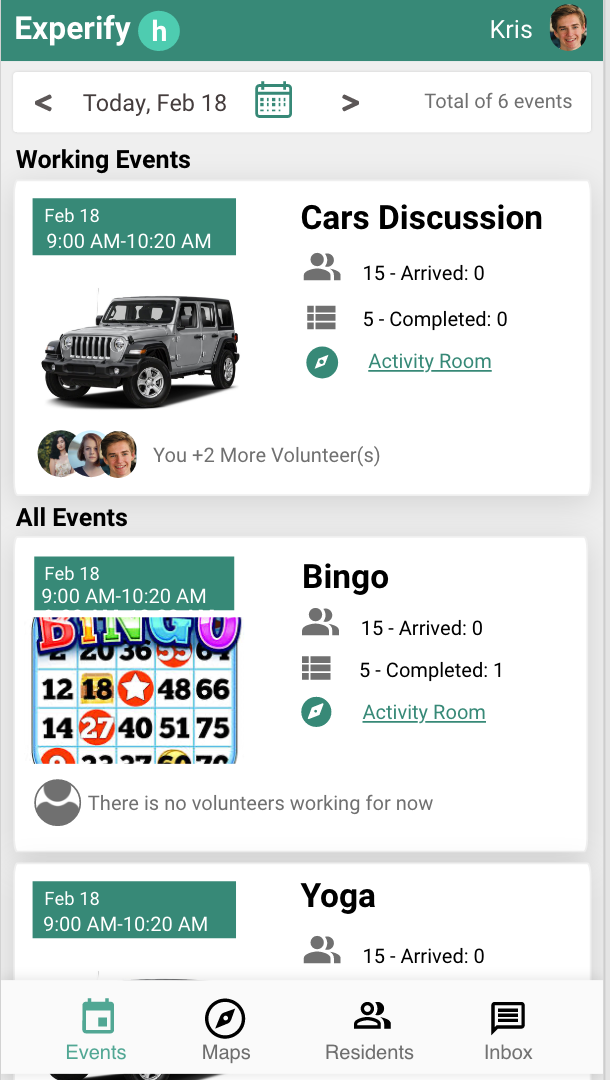 Experify h
Kris
< Today, Feb 18 > Total of 6 events
Working Events
Feb 18
9:00 AM-10:20 AM
Cars Discussion
15 - Arrived: 0
5 - Completed: 0
Activity Room
You +2 More Volunteer(s)
All Events
Feb 18
9:00 AM-10:20 AM
Bingo
15 - Arrived: 0
5 - Completed: 1
Activity Room
BINGO
2 20 36 55 64
12 18 48 66
14 27 40 51 75
There is no volunteers working for now
Feb 18
9:00 AM-10:20 AM
Yoga
15 - Arrived: 0
Events Maps Residents Inbox